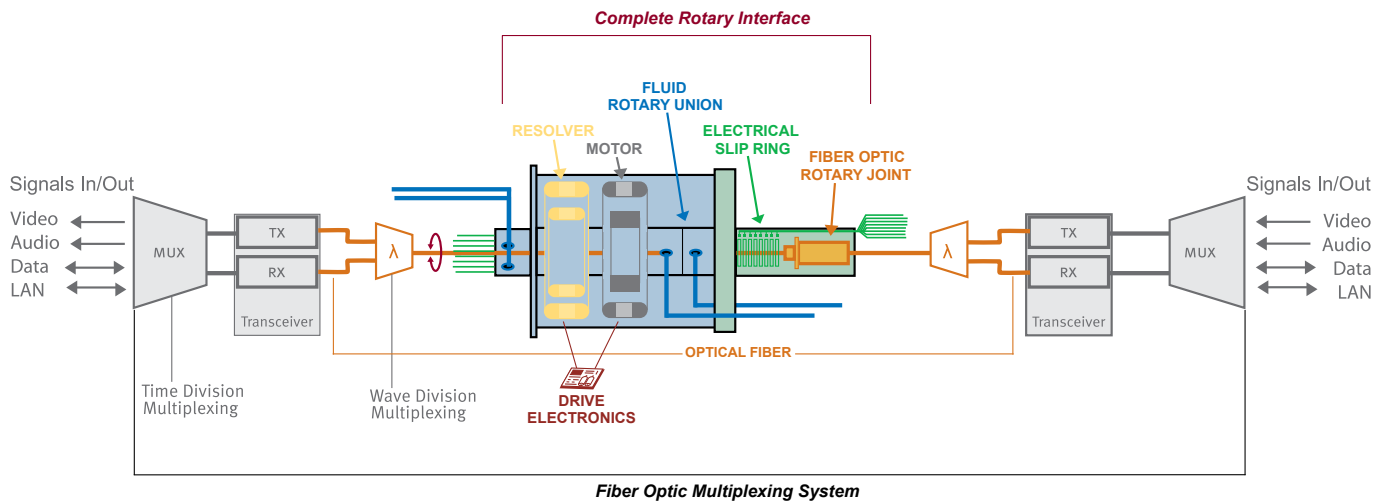 Complete Rotary Interface
FLUID
ROTARY UNION
RESOLVER
MOTOR
ELECTRICAL
SLIP RING
FIBER OPTIC
ROTARY JOINT
Signals In/Out
Video
Audio
Data
LAN
MUX
TX
RX
Transceiver
λ
λ
TX
RX
Transceiver
MUX
Signals In/Out
Video
Audio
Data
LAN
OPTICAL FIBER
Time Division
Multiplexing
Wave Division
Multiplexing
DRIVE
ELECTRONICS
Fiber Optic Multiplexing System